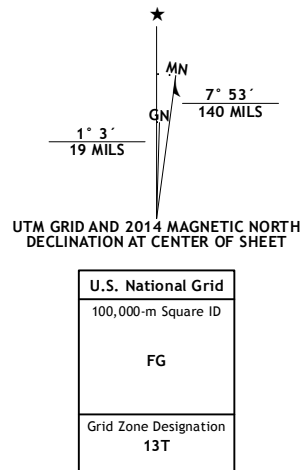 MN
GN
7° 53´
140 MILS
1° 3´
19 MILS
UTM GRID AND 2014 MAGNETIC NORTH
DECLINATION AT CENTER OF SHEET
U.S. National Grid
100,000-m Square ID
FG
Grid Zone Designation
13T